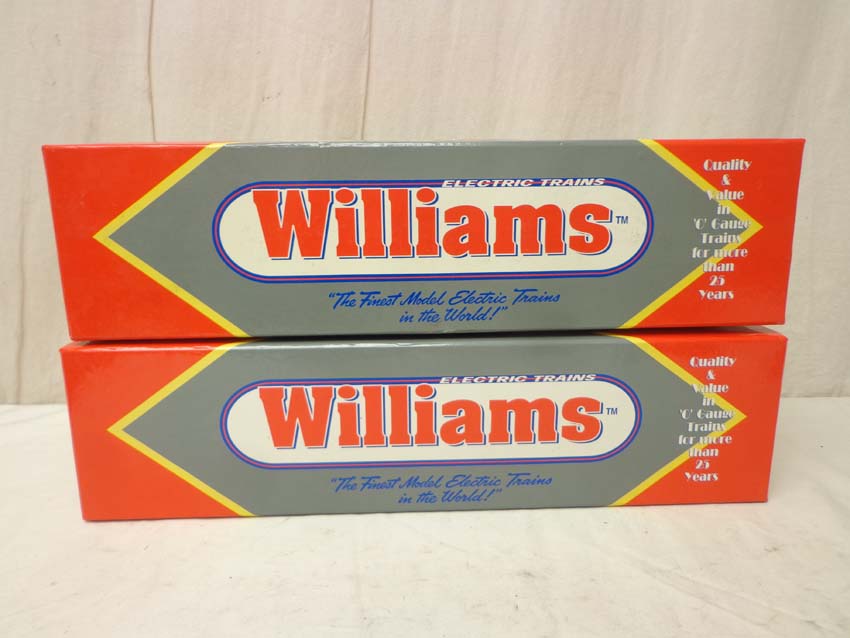 ELECTRIC TRAINS
Williams™
"The Finest Model Electric Trains
in the World!"
Quality
&
Value
in
'O' Gauge
Trains
for more
than
25
Years
ELECTRIC TRAINS
Williams™
"The Finest Model Electric Trains
in the World!"
Quality
&
Value
in
'O' Gauge
Trains
for more
than
25
Years